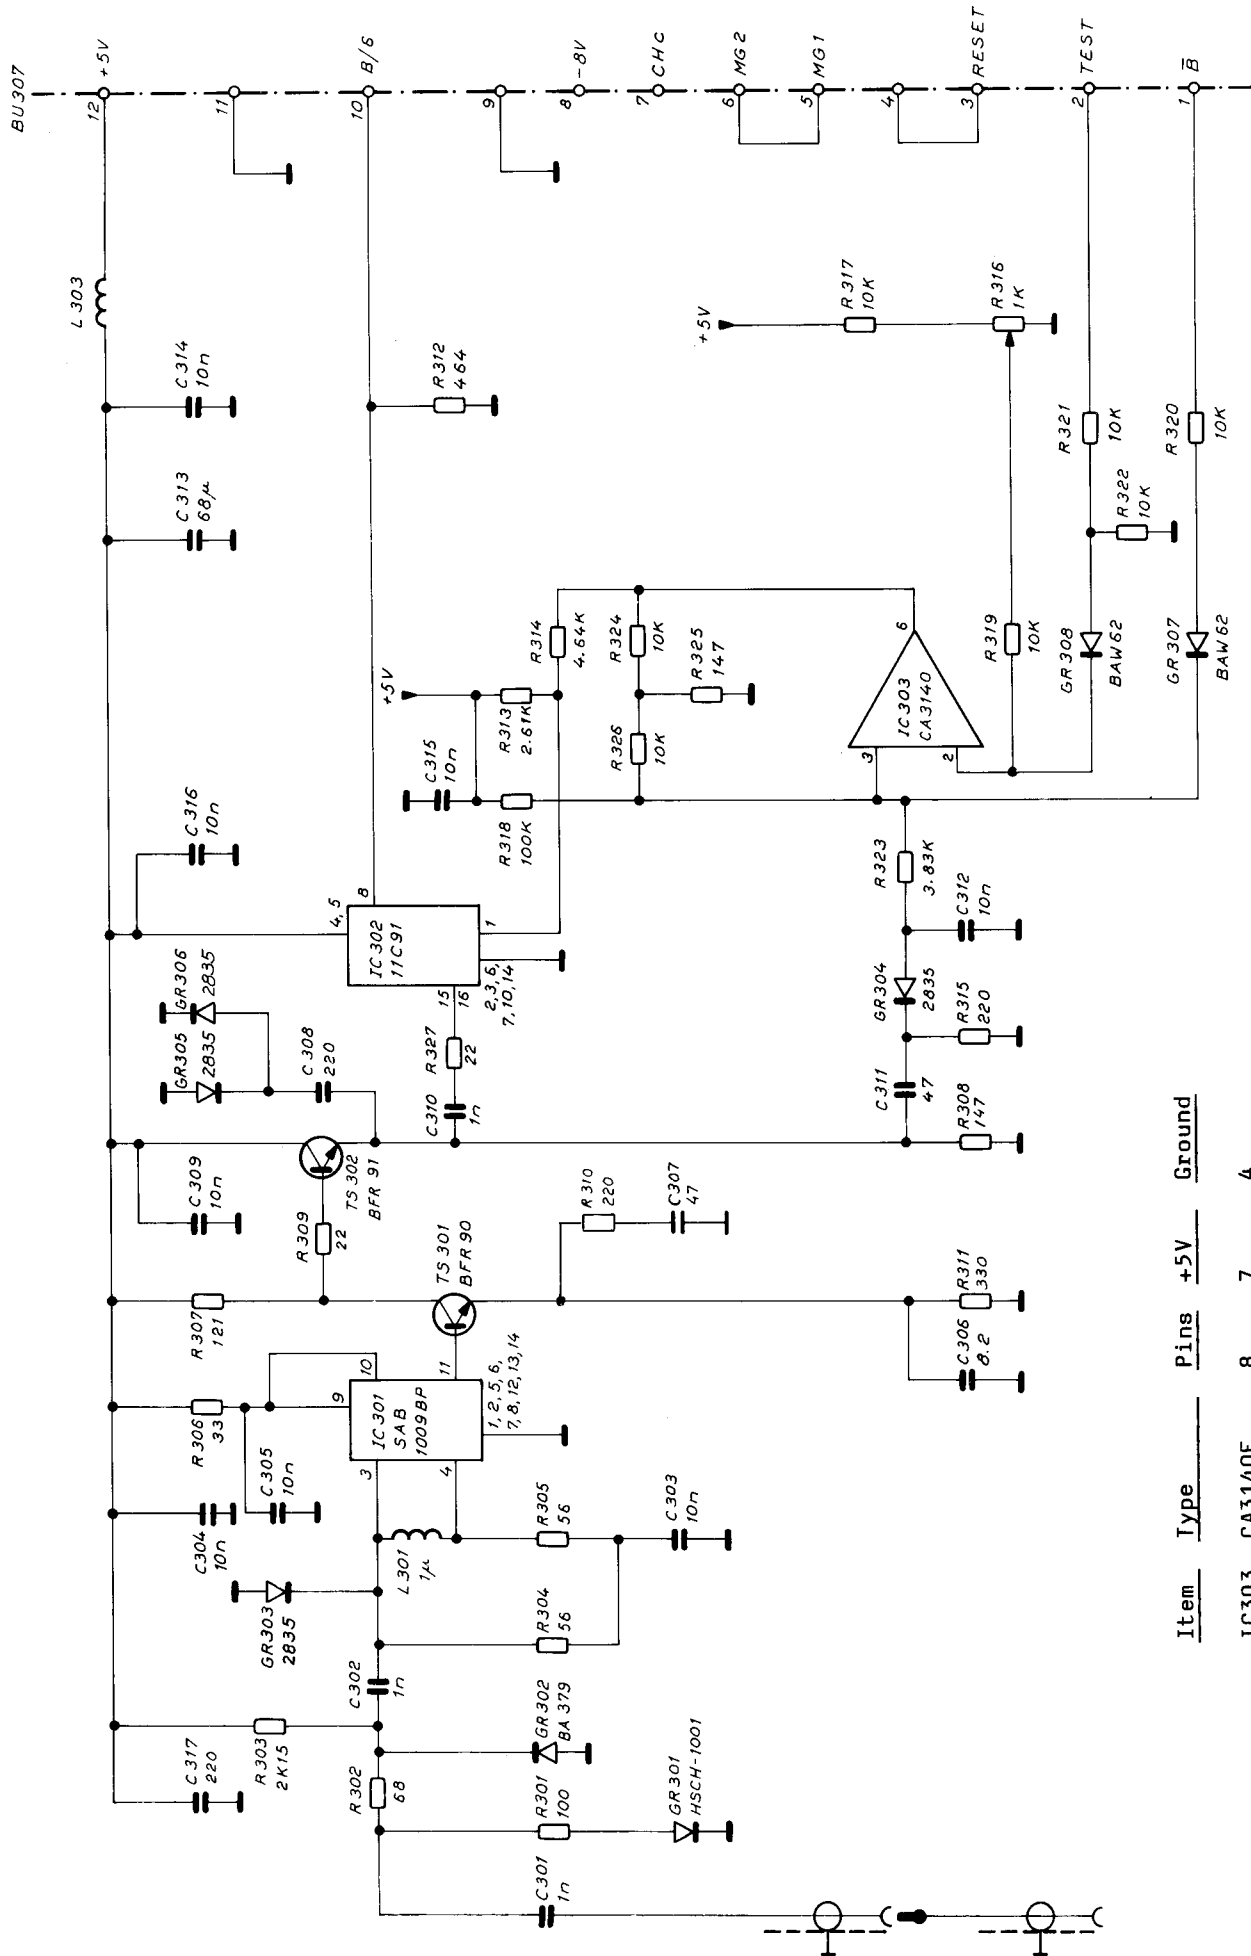 BU307
12
+5V
11
10
B/6
9
8
-8V
7
CHC
6
MG2
5
MG1
4
3
RESET
2
TEST
1
B̅
L303
C314
10n
C313
68µ
R312
464
C316
10n
+5V
R317
10K
R316
1K
R321
10K
R322
10K
R320
10K
R319
10K
GR308
BAW62
GR307
BAW62
R314
4.64K
R324
10K
R325
147
R326
10K
+5V
R313
2.61K
C315
10n
R318
100K
6
IC303
CA3140
3
2
R323
3.83K
C312
10n
GR304
2835
R315
220
C311
47
R308
147
4,5
8
IC302
11C91
1
15
16
2,3,6,
7,10,14
GR306
2835
GR305
2835
C308
220
R327
22
C310
1n
C309
10n
TS302
BFR 91
R309
22
TS301
BFR90
R310
220
C307
47
R307
121
R311
330
C306
8.2
R306
33
9
10
IC301
SAB
1009BP
11
3
4
1,2,5,6,
7,8,12,13,14
C305
10n
C304
10n
L301
1µ
R305
56
C303
10n
R304
56
GR303
2835
C302
1n
GR302
BA379
R303
2K15
C317
220
R302
68
R301
100
GR301
HSCH-1001
C301
1n
Item Type Pins +5V Ground
IC303 CA3140E 8 7 4